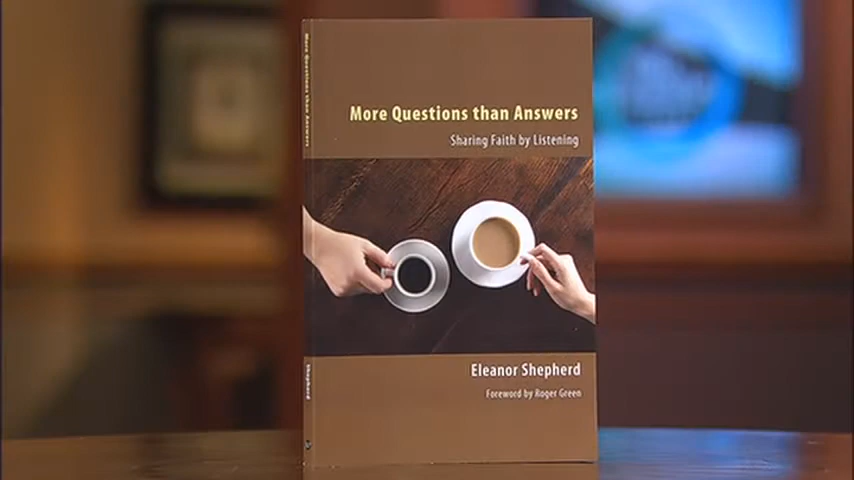 More Questions than Answers
Sharing Faith by Listening
Eleanor Shepherd
Foreword by Roger Green
More Questions than Answers
Shepherd